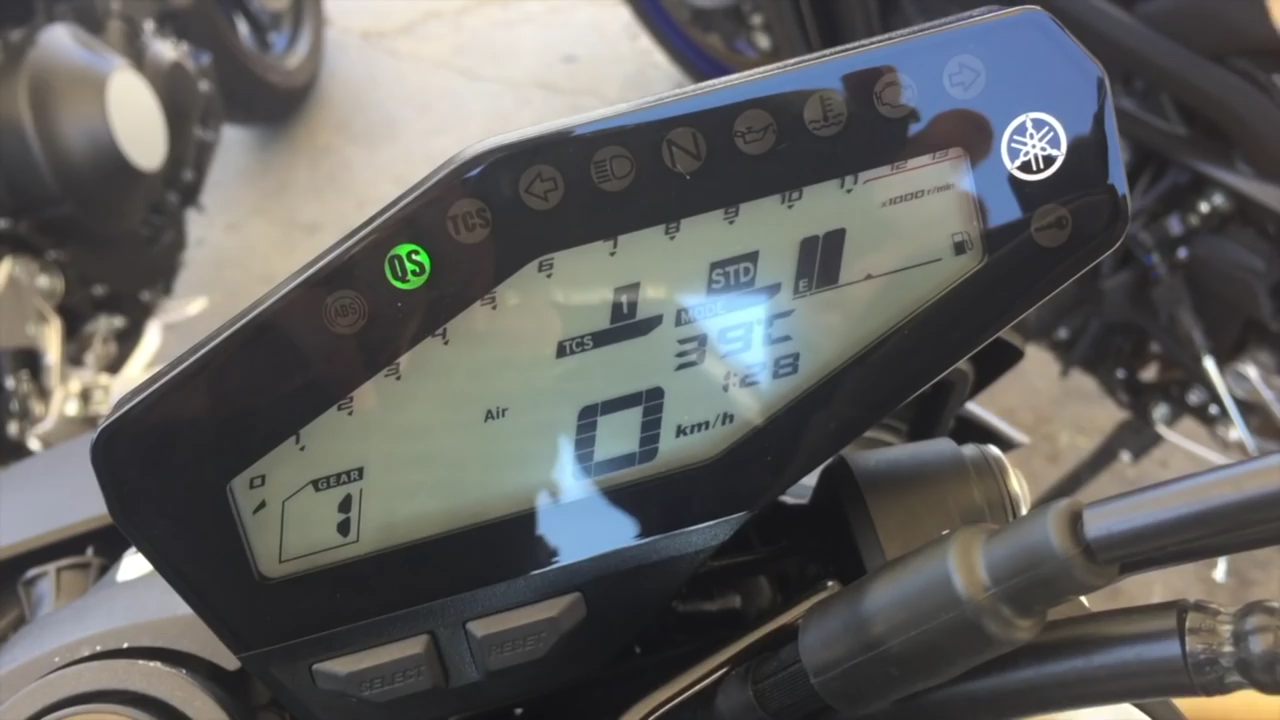 ABS
QS
TCS
N
0
1
2
3
4
5
6
7
8
9
10
11
12
13
x1000 r/min
STD
MODE
1
TCS
E
39°C
1:28
Air
0 km/h
GEAR
1
SELECT
RESET